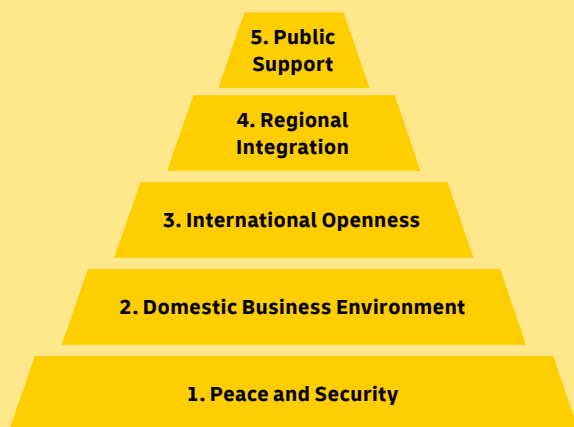 5. Public
Support
4. Regional
Integration
3. International Openness
2. Domestic Business Environment
1. Peace and Security